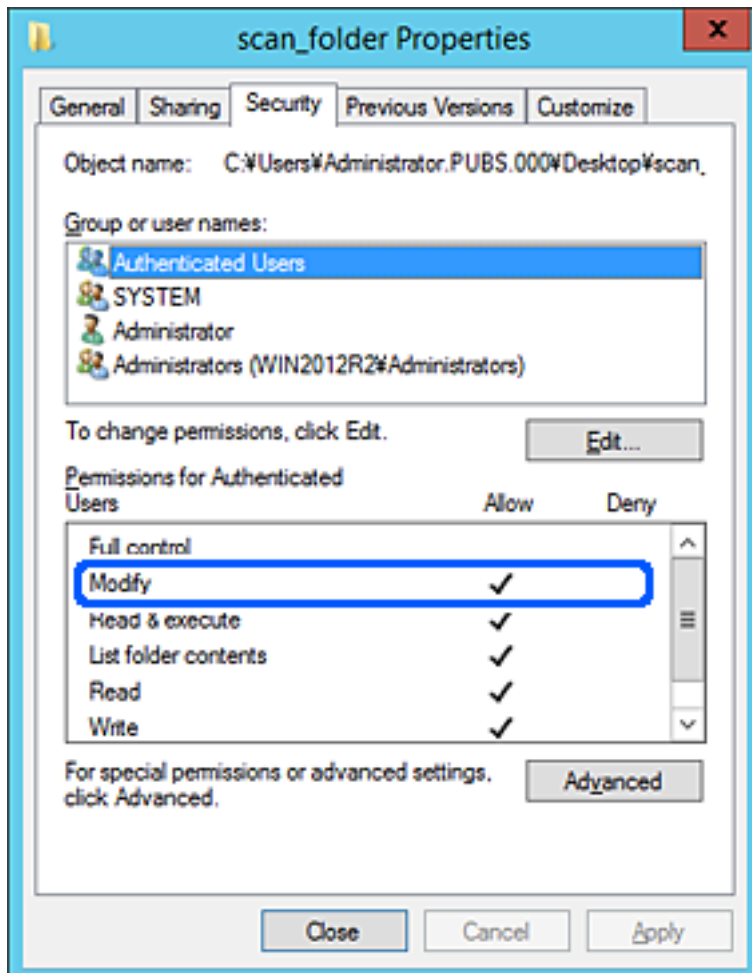 scan_folder Properties
General Sharing Security Previous Versions Customize
Object name: C:¥Users¥Administrator.PUBS.000¥Desktop¥scan_
Group or user names:
Authenticated Users
SYSTEM
Administrator
Administrators (WIN2012R2¥Administrators)
To change permissions, click Edit.
Edit...
Permissions for Authenticated
Users Allow Deny
Full control
Modify
Read & execute
List folder contents
Read
Write
For special permissions or advanced settings,
click Advanced.
Advanced
Close Cancel Apply